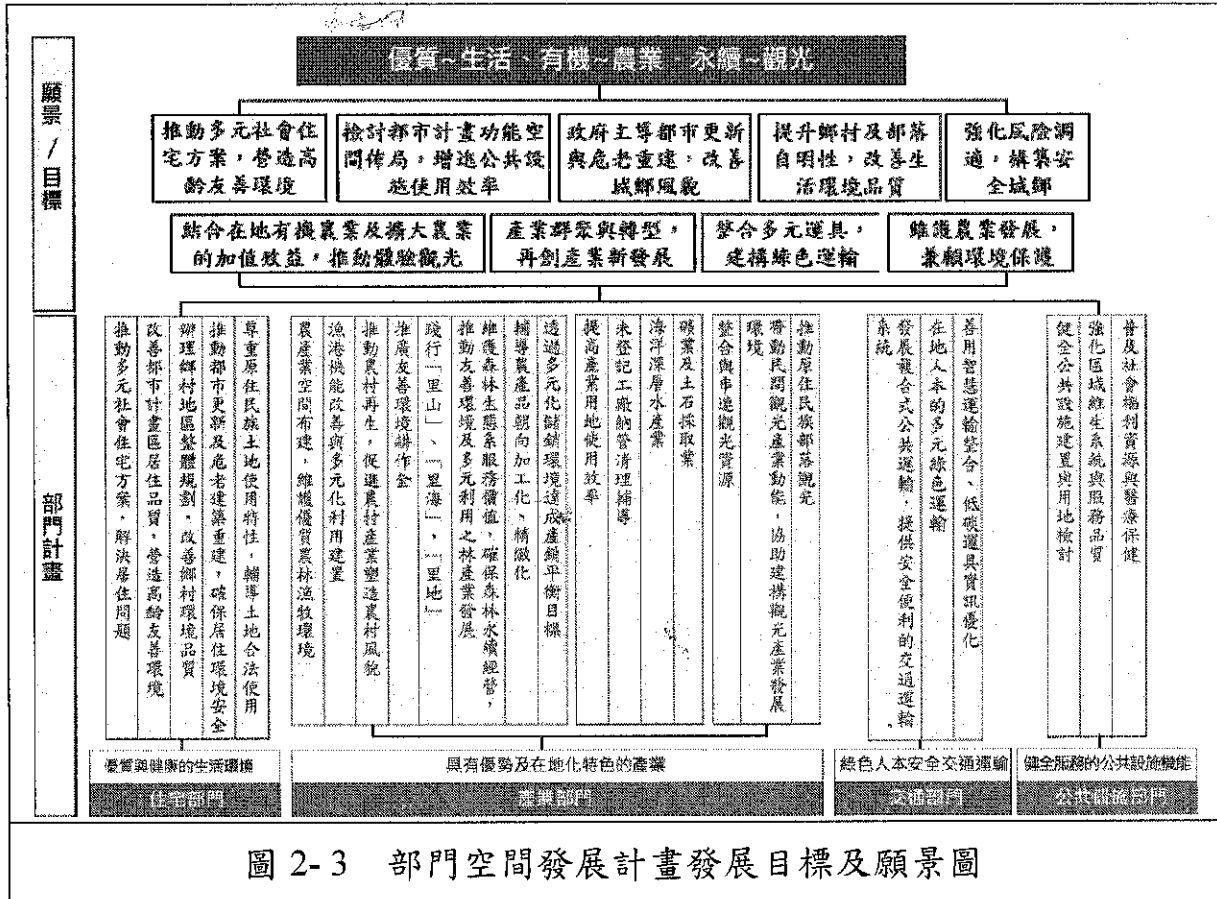 優質~生活、有機~農業、永續~觀光
願景/目標
推動多元社會住
宅方案，營造高
齡友善環境
檢討都市計畫功能空
間佈局，增進公共設
施使用效率
政府主導都市更新
與危老重建，改善
城鄉風貌
提升鄉村及部落
自明性，改善生
活環境品質
強化風險調
適，構築安
全城鄉
結合在地有機農業及擴大農業
的加值效益，推動體驗觀光
產業群聚與轉型，
再創產業新發展
整合多元運具，
建構綠色運輸
維護農業發展，
兼顧環境保護
部門計畫
推動多元社會住宅方案，解決居住問題
改善都市計畫區居住品質，營造高齡友善環境
辦理鄉村地區整體規劃，改善鄉村環境品質
推動都市更新及危老建築重建，確保居住環境安全
尊重原住民族土地使用特性，輔導土地合法使用
農產業空間布建，維護優質農林漁牧環境
漁港機能改善與多元化利用建置
推動農村再生，促進農村產業塑造農村風貌
推廣友善環境耕作金
踐行「里山」、「里海」，「里地」
推動友善環境及多元利用之林產業發展
維護森林生態系服務價值，確保森林永續經營，
輔導農產品朝向加工化、精緻化
透過多元化儲銷環境達成產鏈平衡目標
提高產業用地使用效率
未登記工廠納管清理輔導
海洋深層水產業
礦業及土石採取業
整合與串連觀光資源
環境
帶動民間觀光產業動能，協助建構觀光產業發展
推動原住民族部落觀光
系統
發展複合式公共運輸，提供安全便利的交通運輸
在地人本的多元綠色運輸
善用智慧運輸整合、低碳運具資訊優化
健全公共設施建置與用地檢討
強化區域維生系統與服務品質
普及社會福利資源與醫療保健
優質與健康的生活環境
具有優勢及在地化特色的產業
綠色人本安全交通運輸
健全服務的公共設施機能
住宅部門
產業部門
交通部門
公共設施部門
圖 2-3 部門空間發展計畫發展目標及願景圖